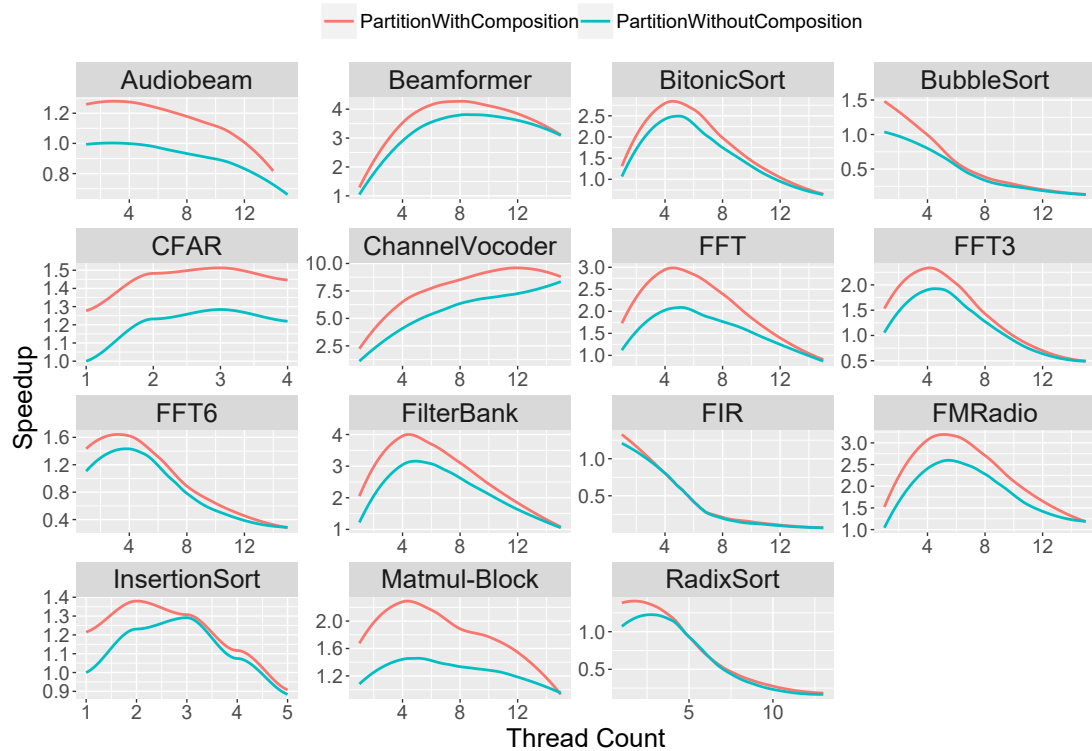 PartitionWithComposition PartitionWithoutComposition
Audiobeam Beamformer BitonicSort BubbleSort
1.2 1.0 0.8
4 8 12
4 3 2 1
4 8 12
2.5 2.0 1.5 1.0
4 8 12
1.5 1.0 0.5
4 8 12
CFAR ChannelVocoder FFT FFT3
1.5 1.4 1.3 1.2 1.1 1.0
1 2 3 4
10.0 7.5 5.0 2.5
4 8 12
3.0 2.5 2.0 1.5 1.0
4 8 12
2.0 1.5 1.0 0.5
4 8 12
FFT6 FilterBank FIR FMRadio
1.6 1.2 0.8 0.4
4 8 12
4 3 2 1
4 8 12
1.0 0.5
4 8 12
3.0 2.5 2.0 1.5 1.0
4 8 12
InsertionSort Matmul-Block RadixSort
1.4 1.3 1.2 1.1 1.0 0.9
1 2 3 4 5
2.0 1.6 1.2
4 8 12
1.0 0.5
5 10
Speedup
Thread Count